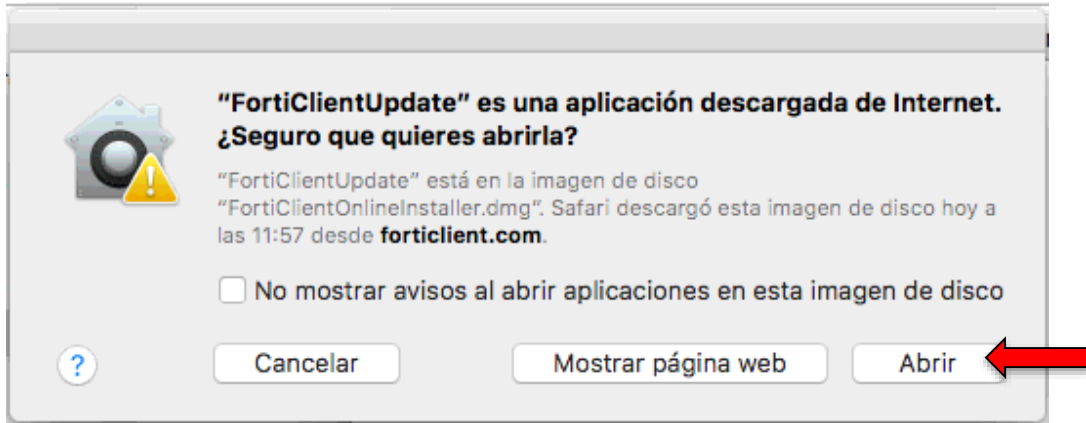 “FortiClientUpdate” es una aplicación descargada de Internet.
¿Seguro que quieres abrirla?
“FortiClientUpdate” está en la imagen de disco
“FortiClientOnlineInstaller.dmg”. Safari descargó esta imagen de disco hoy a
las 11:57 desde forticlient.com.
No mostrar avisos al abrir aplicaciones en esta imagen de disco
? Cancelar Mostrar página web Abrir